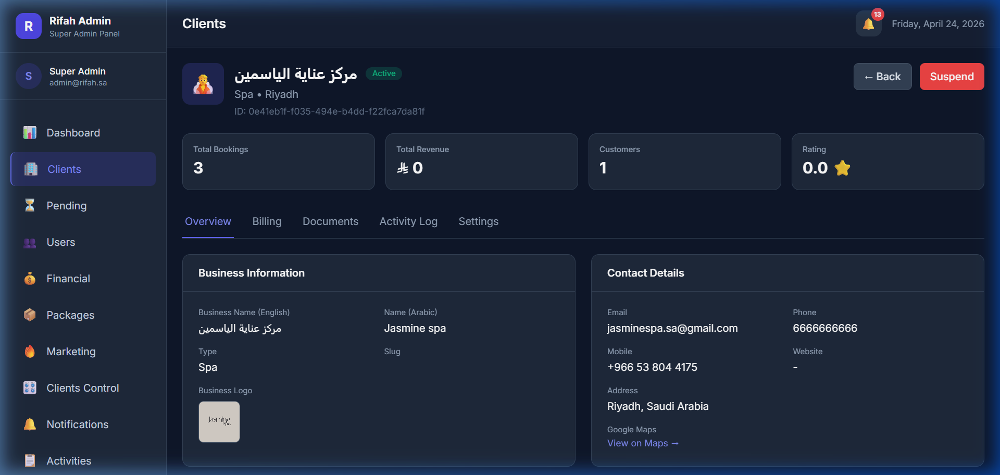 R
Rifah Admin
Super Admin Panel
S
Super Admin
admin@rifah.sa
Dashboard
Clients
Pending
Users
Financial
Packages
Marketing
Clients Control
Notifications
Activities
Clients
13
Friday, April 24, 2026
مركز عناية الياسمين
Active
Spa • Riyadh
ID: 0e41eb1f-f035-494e-b4dd-f22fca7da81f
← Back
Suspend
Total Bookings
3
Total Revenue
0
Customers
1
Rating
0.0
Overview
Billing
Documents
Activity Log
Settings
Business Information
Business Name (English)
مركز عناية الياسمين
Name (Arabic)
Jasmine spa
Type
Spa
Slug
Business Logo
Jasmine
spa
Contact Details
Email
jasminespa.sa@gmail.com
Phone
6666666666
Mobile
+966 53 804 4175
Website
-
Address
Riyadh, Saudi Arabia
Google Maps
View on Maps →